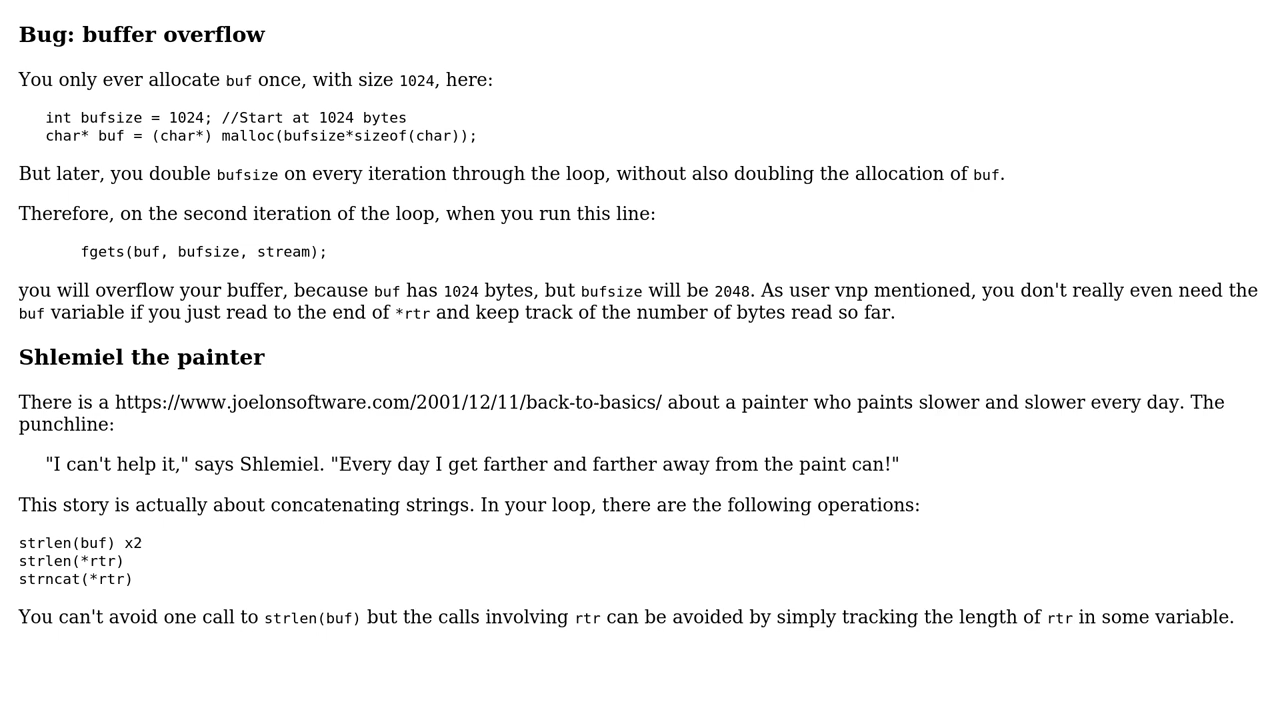 Bug: buffer overflow
You only ever allocate buf once, with size 1024, here:
int bufsize = 1024; //Start at 1024 bytes
char* buf = (char*) malloc(bufsize*sizeof(char));
But later, you double bufsize on every iteration through the loop, without also doubling the allocation of buf.
Therefore, on the second iteration of the loop, when you run this line:
fgets(buf, bufsize, stream);
you will overflow your buffer, because buf has 1024 bytes, but bufsize will be 2048. As user vnp mentioned, you don't really even need the
buf variable if you just read to the end of *rtr and keep track of the number of bytes read so far.
Shlemiel the painter
There is a https://www.joelonsoftware.com/2001/12/11/back-to-basics/ about a painter who paints slower and slower every day. The
punchline:
"I can't help it," says Shlemiel. "Every day I get farther and farther away from the paint can!"
This story is actually about concatenating strings. In your loop, there are the following operations:
strlen(buf) x2
strlen(*rtr)
strncat(*rtr)
You can't avoid one call to strlen(buf) but the calls involving rtr can be avoided by simply tracking the length of rtr in some variable.